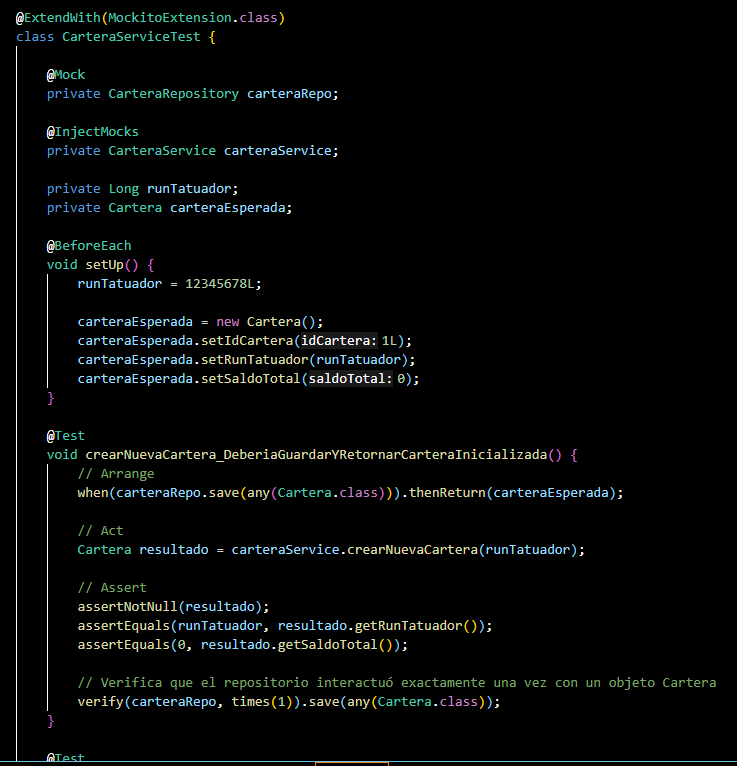 @ExtendWith(MockitoExtension.class)
class CarteraServiceTest {
@Mock
private CarteraRepository carteraRepo;
@InjectMocks
private CarteraService carteraService;
private Long runTatuador;
private Cartera carteraEsperada;
@BeforeEach
void setUp() {
runTatuador = 12345678L;
carteraEsperada = new Cartera();
carteraEsperada.setIdCartera(idCartera: 1L);
carteraEsperada.setRunTatuador(runTatuador);
carteraEsperada.setSaldoTotal(saldoTotal: 0);
}
@Test
void crearNuevaCartera_DeberiaGuardarYRetornarCarteraInicializada() {
// Arrange
when(carteraRepo.save(any(Cartera.class))).thenReturn(carteraEsperada);
// Act
Cartera resultado = carteraService.crearNuevaCartera(runTatuador);
// Assert
assertNotNull(resultado);
assertEquals(runTatuador, resultado.getRunTatuador());
assertEquals(0, resultado.getSaldoTotal());
// Verifica que el repositorio interactuó exactamente una vez con un objeto Cartera
verify(carteraRepo, times(1)).save(any(Cartera.class));
}
@Test